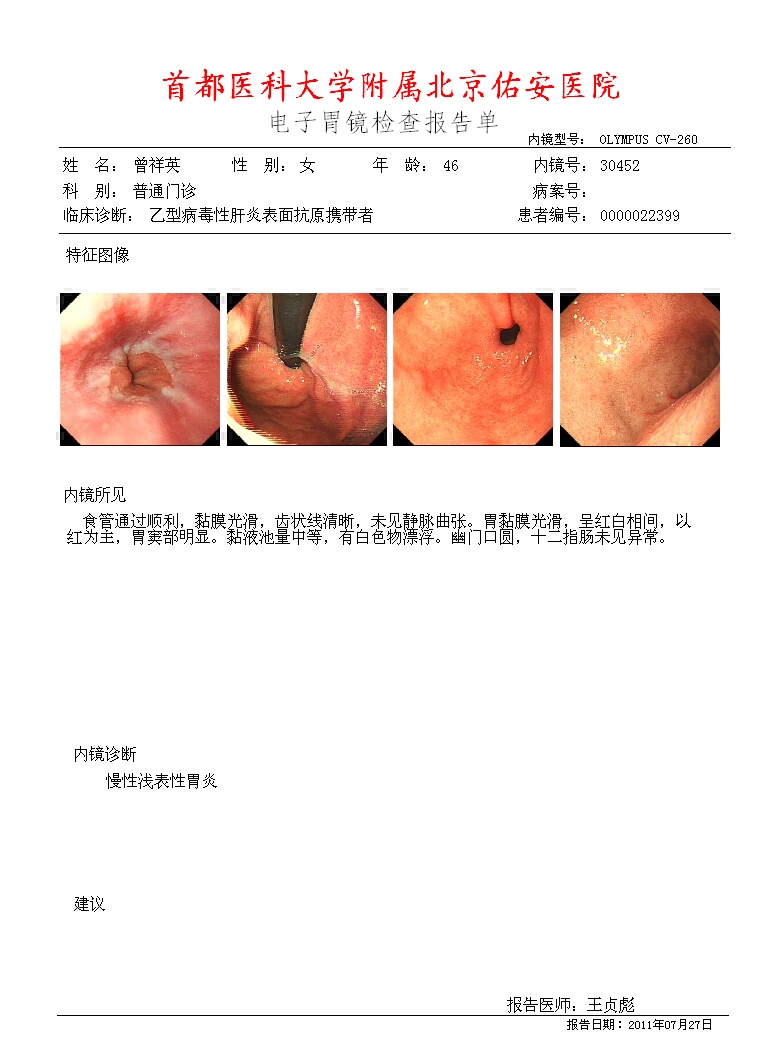 首都医科大学附属北京佑安医院
电子胃镜检查报告单
内镜型号： OLYMPUS CV-260
姓 名： 曾祥英 性 别： 女 年 龄： 46 内镜号： 30452
科 别： 普通门诊 病案号：
临床诊断： 乙型病毒性肝炎表面抗原携带者 患者编号： 0000022399
特征图像
内镜所见
食管通过顺利，黏膜光滑，齿状线清晰，未见静脉曲张。胃黏膜光滑，呈红白相间，以
红为主，胃窦部明显。黏液池量中等，有白色物漂浮。幽门口圆，十二指肠未见异常。
内镜诊断
慢性浅表性胃炎
建议
报告医师： 王贞彪
报告日期： 2011年07月27日